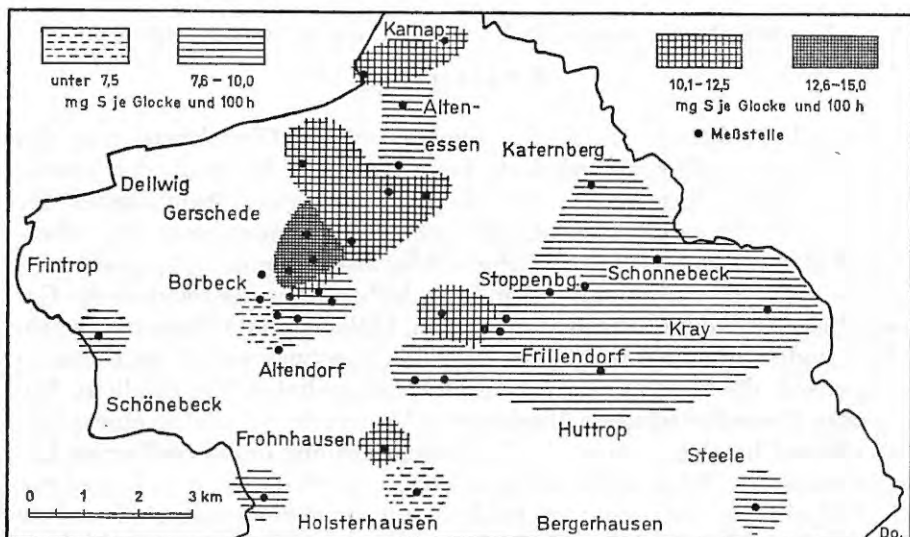 unter 7,5
7,6 – 10,0
mg S je Glocke und 100 h
10,1 – 12,5
12,6 – 15,0
mg S je Glocke und 100 h
Meßstelle
Karnap
Alten-
essen
Katernberg
Dellwig
Gerschede
Frintrop
Borbeck
Stoppenbg.
Schonnebeck
Kray
Frillendorf
Altendorf
Schönebeck
Huttrop
Frohnhausen
Steele
0 1 2 3 km
Holsterhausen
Bergerhausen
Do.